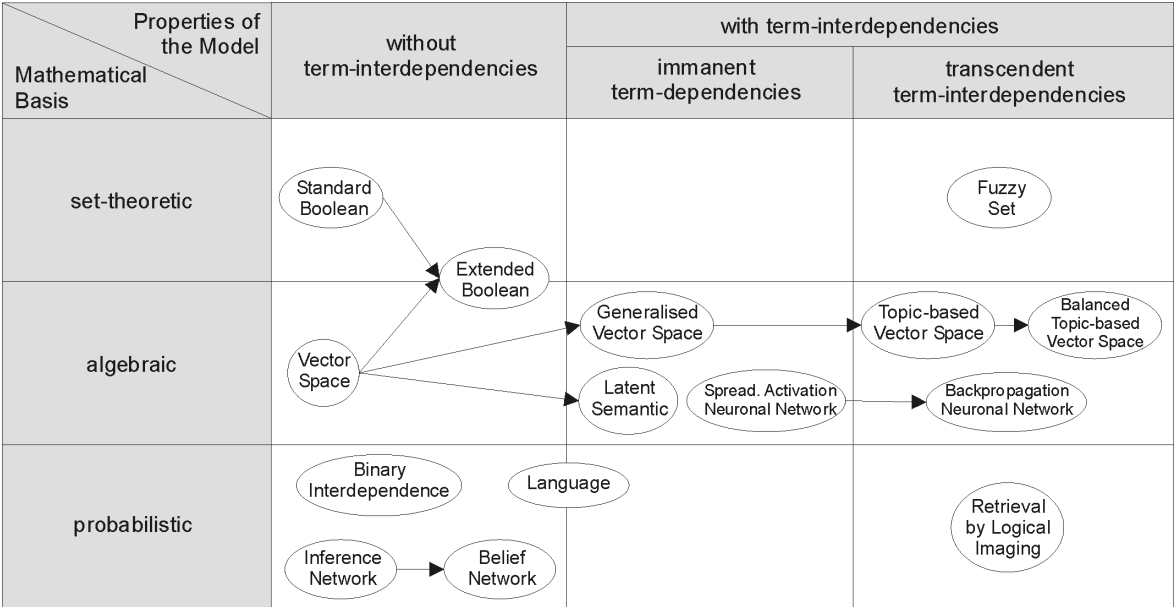 Properties of
the Model
Mathematical
Basis
without
term-interdependencies
with term-interdependencies
immanent
term-dependencies
transcendent
term-interdependencies
set-theoretic
Standard
Boolean
Fuzzy
Set
Extended
Boolean
algebraic
Vector
Space
Generalised
Vector Space
Topic-based
Vector Space
Balanced
Topic-based
Vector Space
Latent
Semantic
Spread. Activation
Neuronal Network
Backpropagation
Neuronal Network
probabilistic
Binary
Interdependence
Language
Retrieval
by Logical
Imaging
Inference
Network
Belief
Network